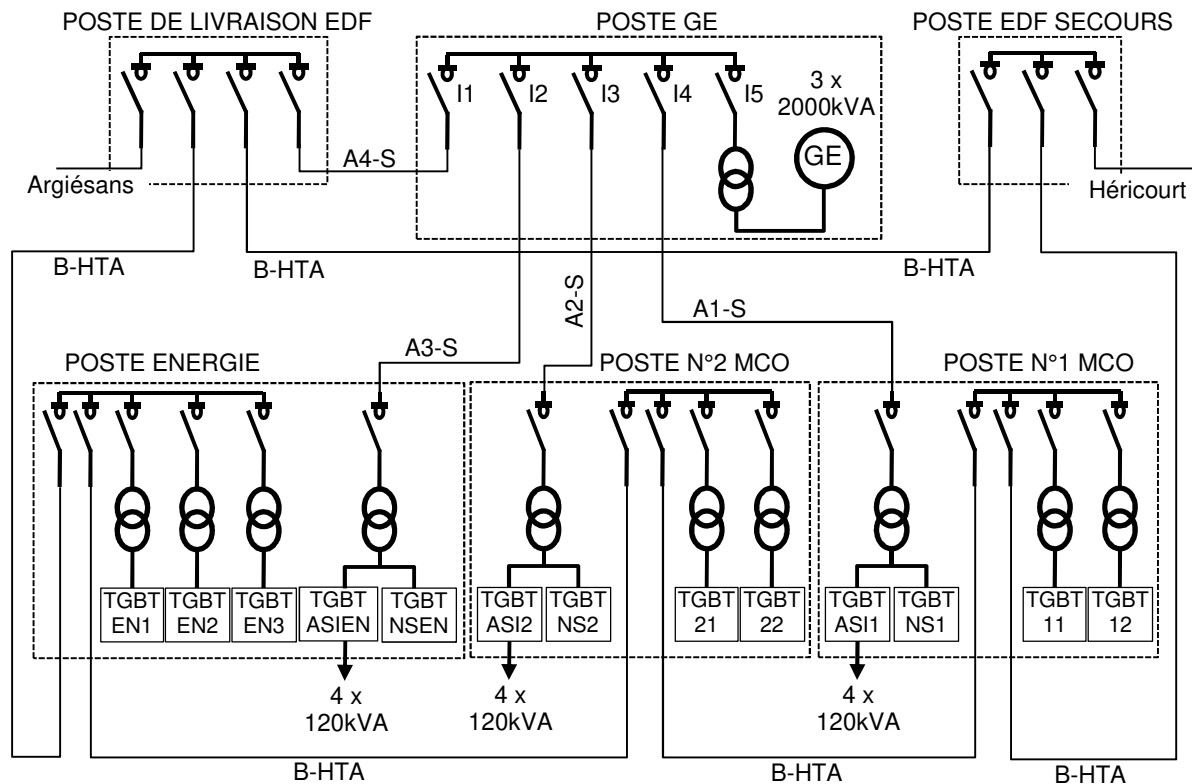 POSTE DE LIVRAISON EDF
POSTE GE
POSTE EDF SECOURS
I1
I2
I3
I4
I5
3 x
2000kVA
GE
A4-S
Argiésans
Héricourt
B-HTA
B-HTA
B-HTA
A2-S
A1-S
A3-S
POSTE ENERGIE
POSTE N°2 MCO
POSTE N°1 MCO
TGBT
EN1
TGBT
EN2
TGBT
EN3
TGBT
ASIEN
TGBT
NSEN
TGBT
ASI2
TGBT
NS2
TGBT
21
TGBT
22
TGBT
ASI1
TGBT
NS1
TGBT
11
TGBT
12
4 x
120kVA
4 x
120kVA
4 x
120kVA
B-HTA
B-HTA
B-HTA